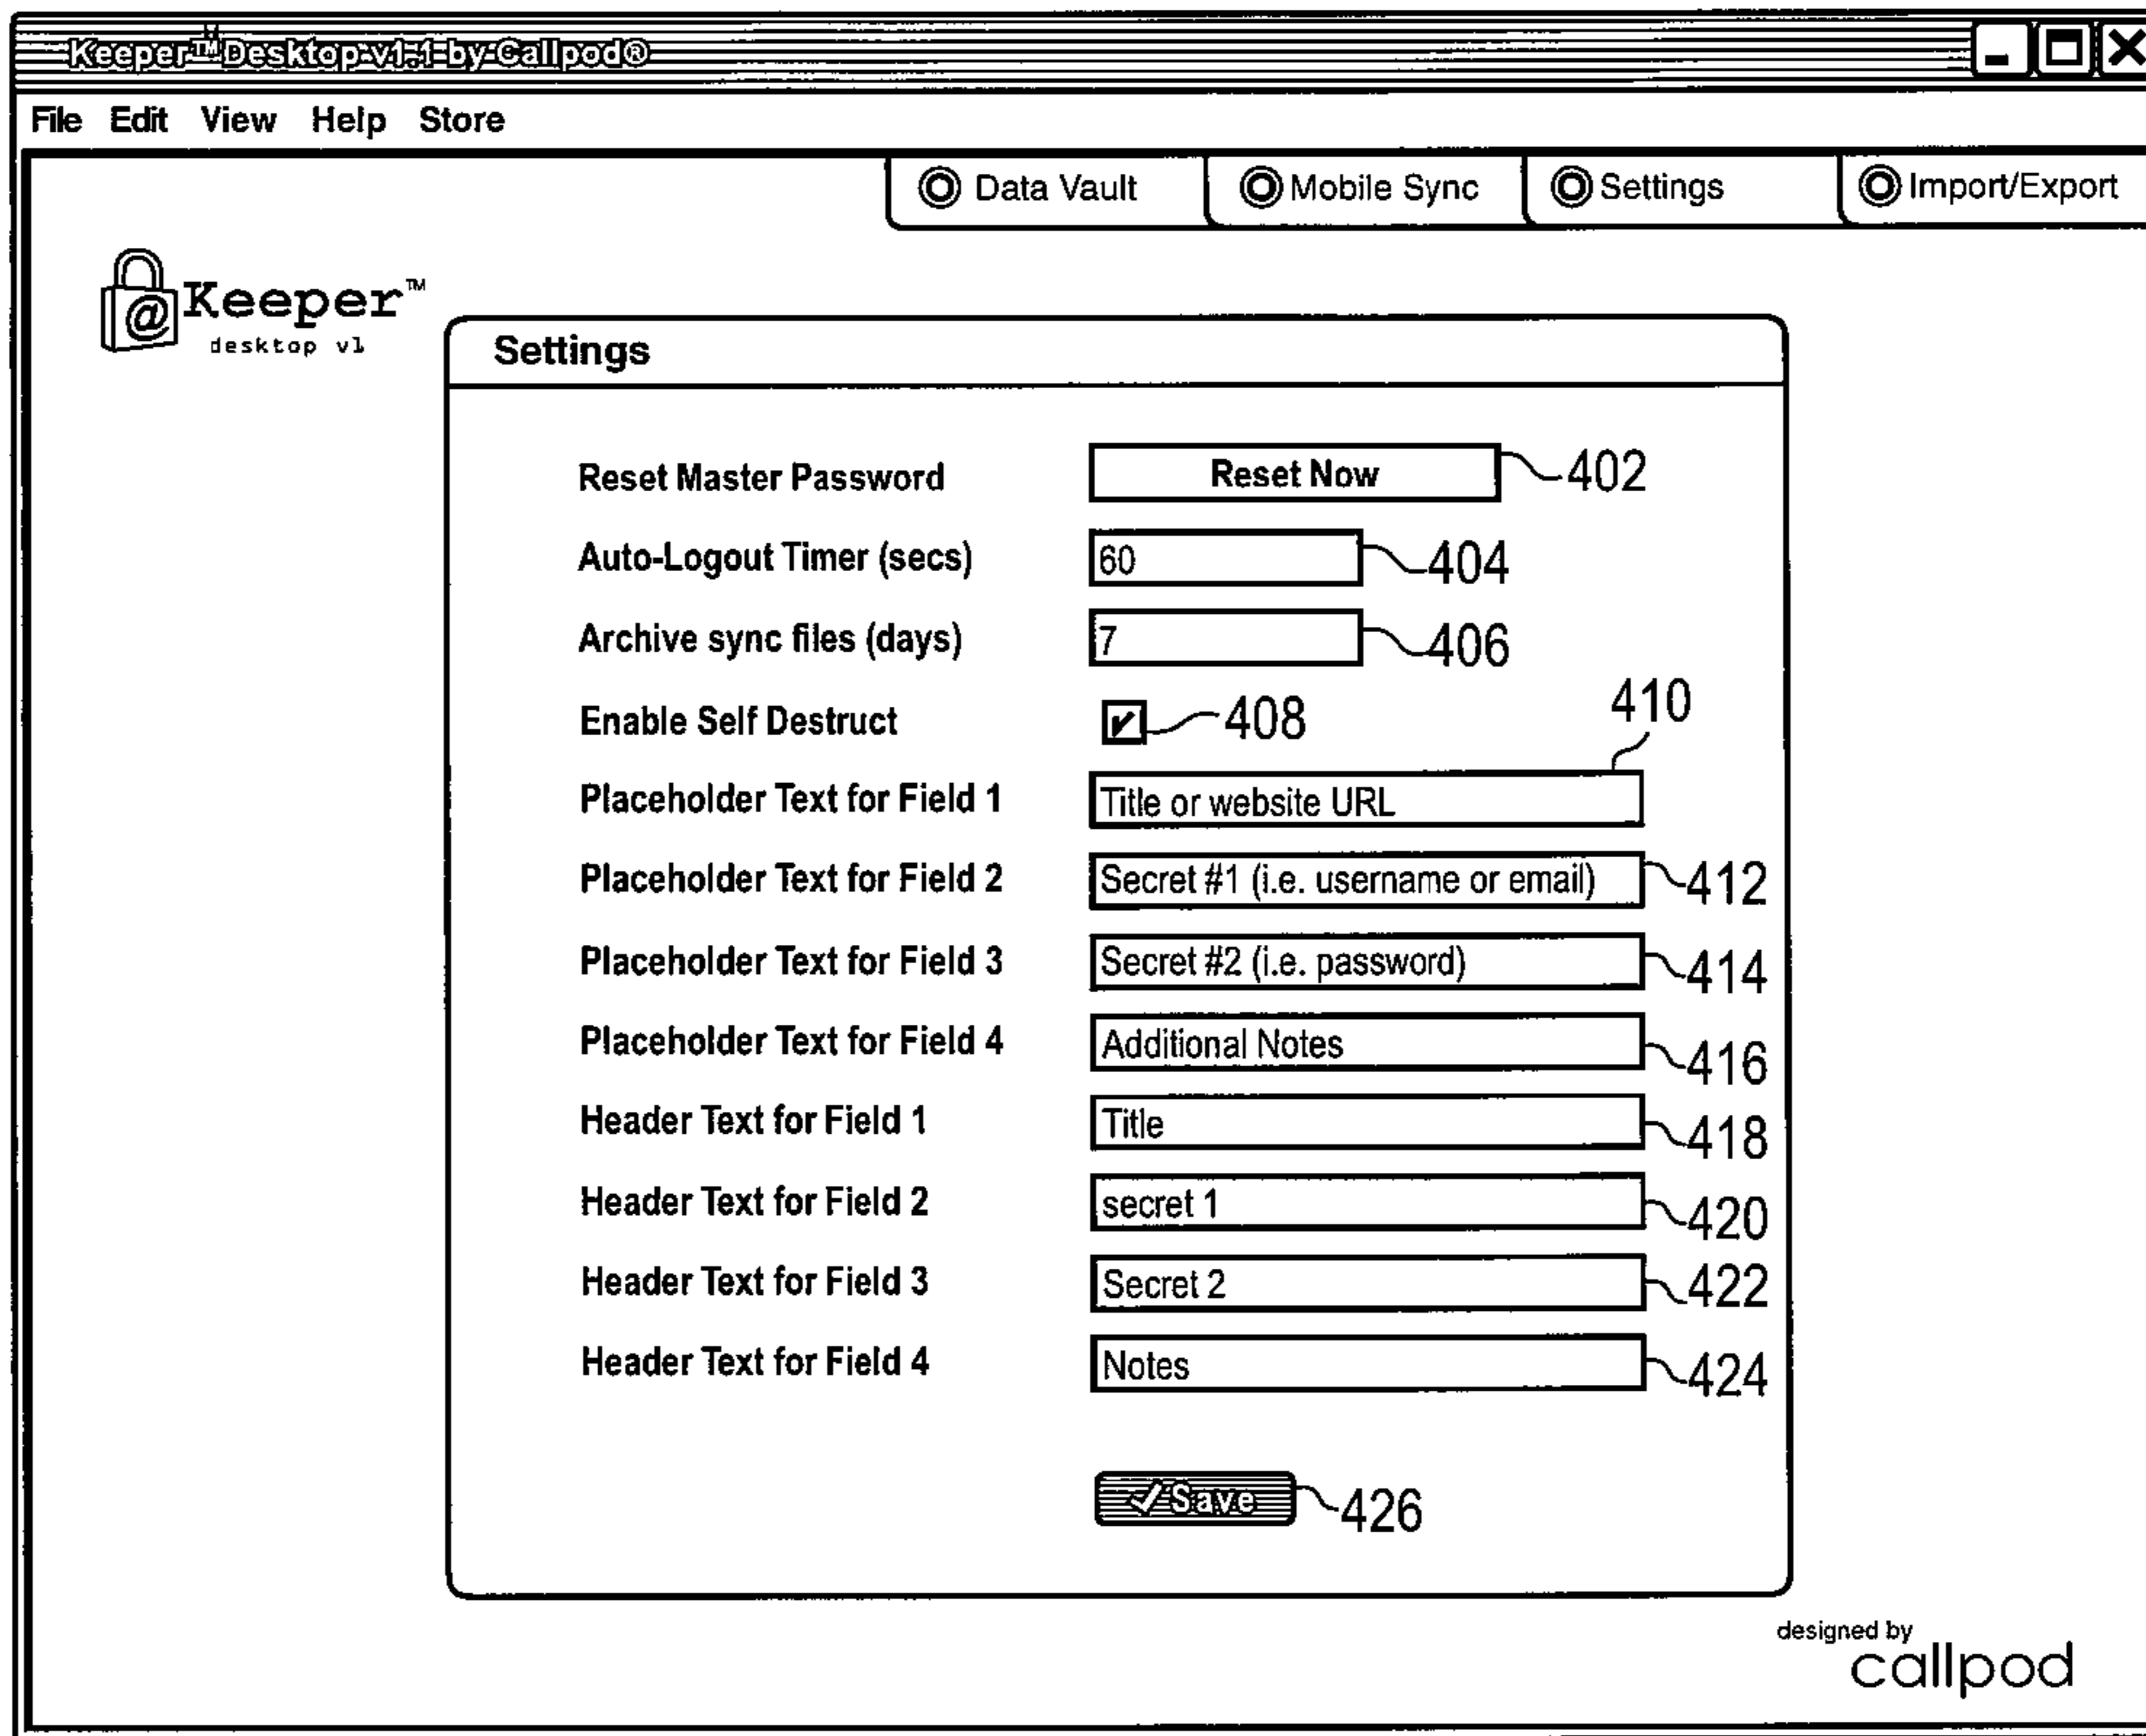 Keeper™ Desktop v1.1 by Callpod®
File Edit View Help Store
Data Vault Mobile Sync Settings Import/Export
@ Keeper™
desktop v1
Settings
Reset Master Password Reset Now 402
Auto-Logout Timer (secs) 60 404
Archive sync files (days) 7 406
Enable Self Destruct 408 410
Placeholder Text for Field 1 Title or website URL
Placeholder Text for Field 2 Secret #1 (i.e. username or email) 412
Placeholder Text for Field 3 Secret #2 (i.e. password) 414
Placeholder Text for Field 4 Additional Notes 416
Header Text for Field 1 Title 418
Header Text for Field 2 secret 1 420
Header Text for Field 3 Secret 2 422
Header Text for Field 4 Notes 424
✓ Save 426
designed by
callpod